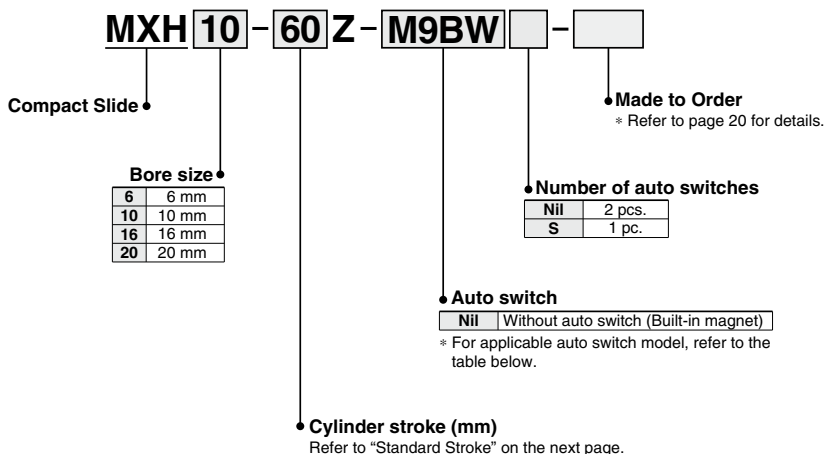 MXH 10 – 60 Z – M9BW –
Compact Slide
Made to Order
* Refer to page 20 for details.
Bore size
6 6 mm
10 10 mm
16 16 mm
20 20 mm
Number of auto switches
Nil 2 pcs.
S 1 pc.
Auto switch
Nil Without auto switch (Built-in magnet)
* For applicable auto switch model, refer to the
table below.
Cylinder stroke (mm)
Refer to “Standard Stroke” on the next page.